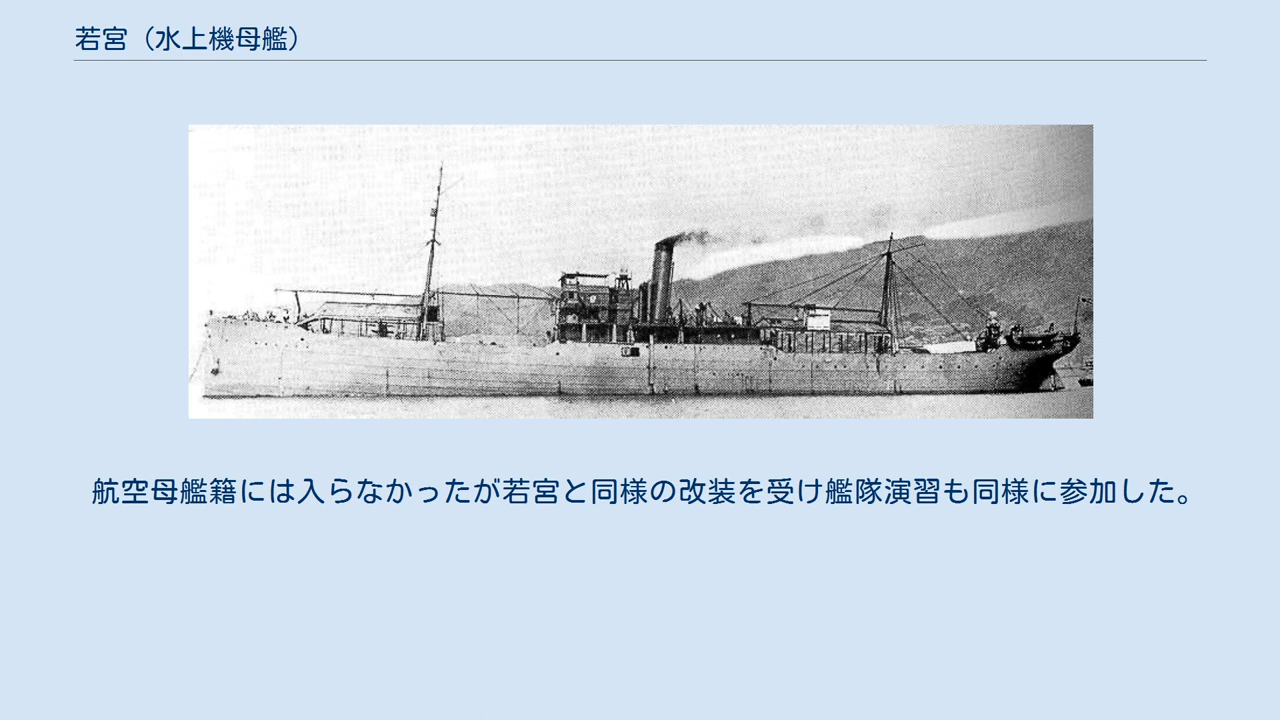 若宮（水上機母艦）
航空母艦籍には入らなかったが若宮と同様の改装を受け艦隊演習も同様に参加した。